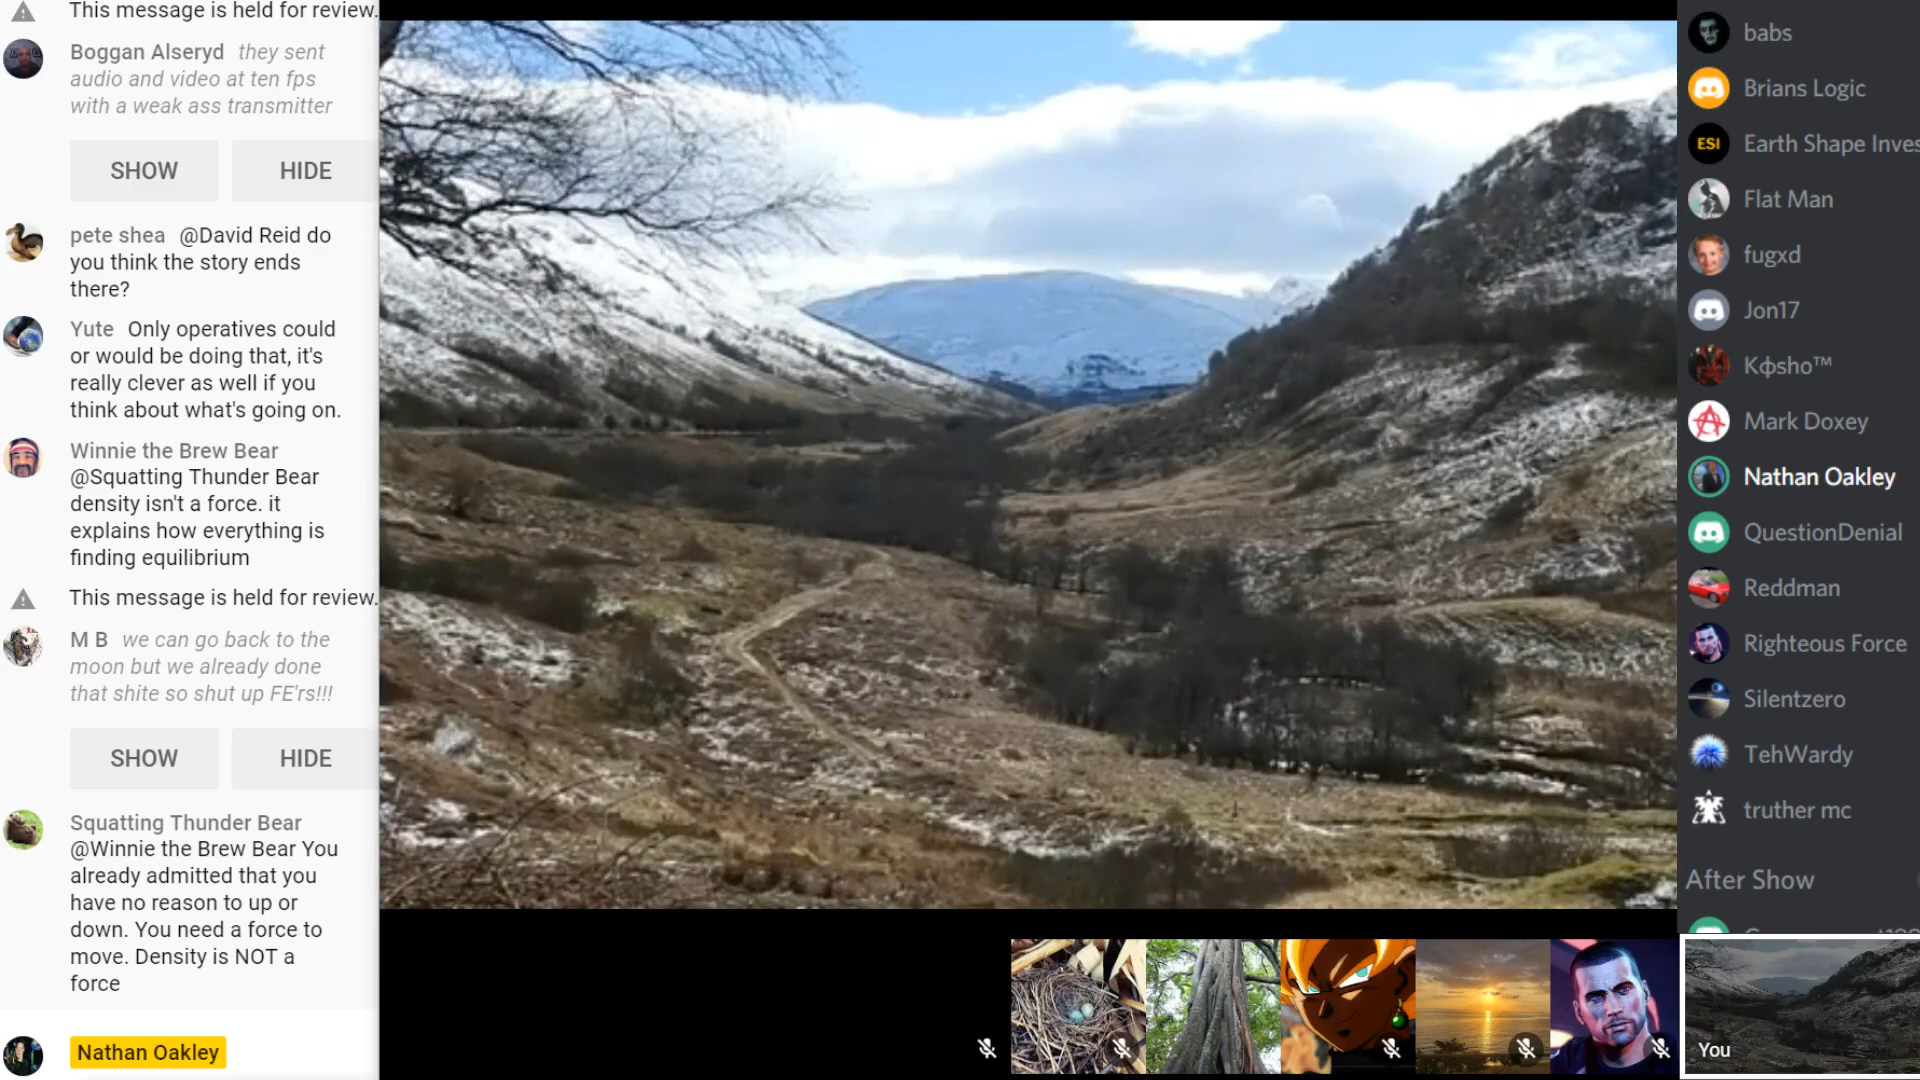 This message is held for review.
Boggan Alseryd they sent
audio and video at ten fps
with a weak ass transmitter
SHOW HIDE
pete shea @David Reid do
you think the story ends
there?
Yute Only operatives could
or would be doing that, it's
really clever as well if you
think about what's going on.
Winnie the Brew Bear
@Squatting Thunder Bear
density isn't a force. it
explains how everything is
finding equilibrium
This message is held for review.
M B we can go back to the
moon but we already done
that shite so shut up FE'rs!!!
SHOW HIDE
Squatting Thunder Bear
@Winnie the Brew Bear You
already admitted that you
have no reason to up or
down. You need a force to
move. Density is NOT a
force
Nathan Oakley
You
babs
Brians Logic
ESI
Earth Shape Inves
Flat Man
fugxd
Jon17
Kфsho™
Mark Doxey
Nathan Oakley
QuestionDenial
Reddman
Righteous Force
Silentzero
TehWardy
truther mc
After Show